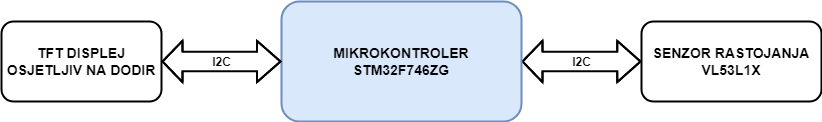 TFT DISPLEJ
OSJETLJIV NA DODIR
I2C
MIKROKONTROLER
STM32F746ZG
I2C
SENZOR RASTOJANJA
VL53L1X